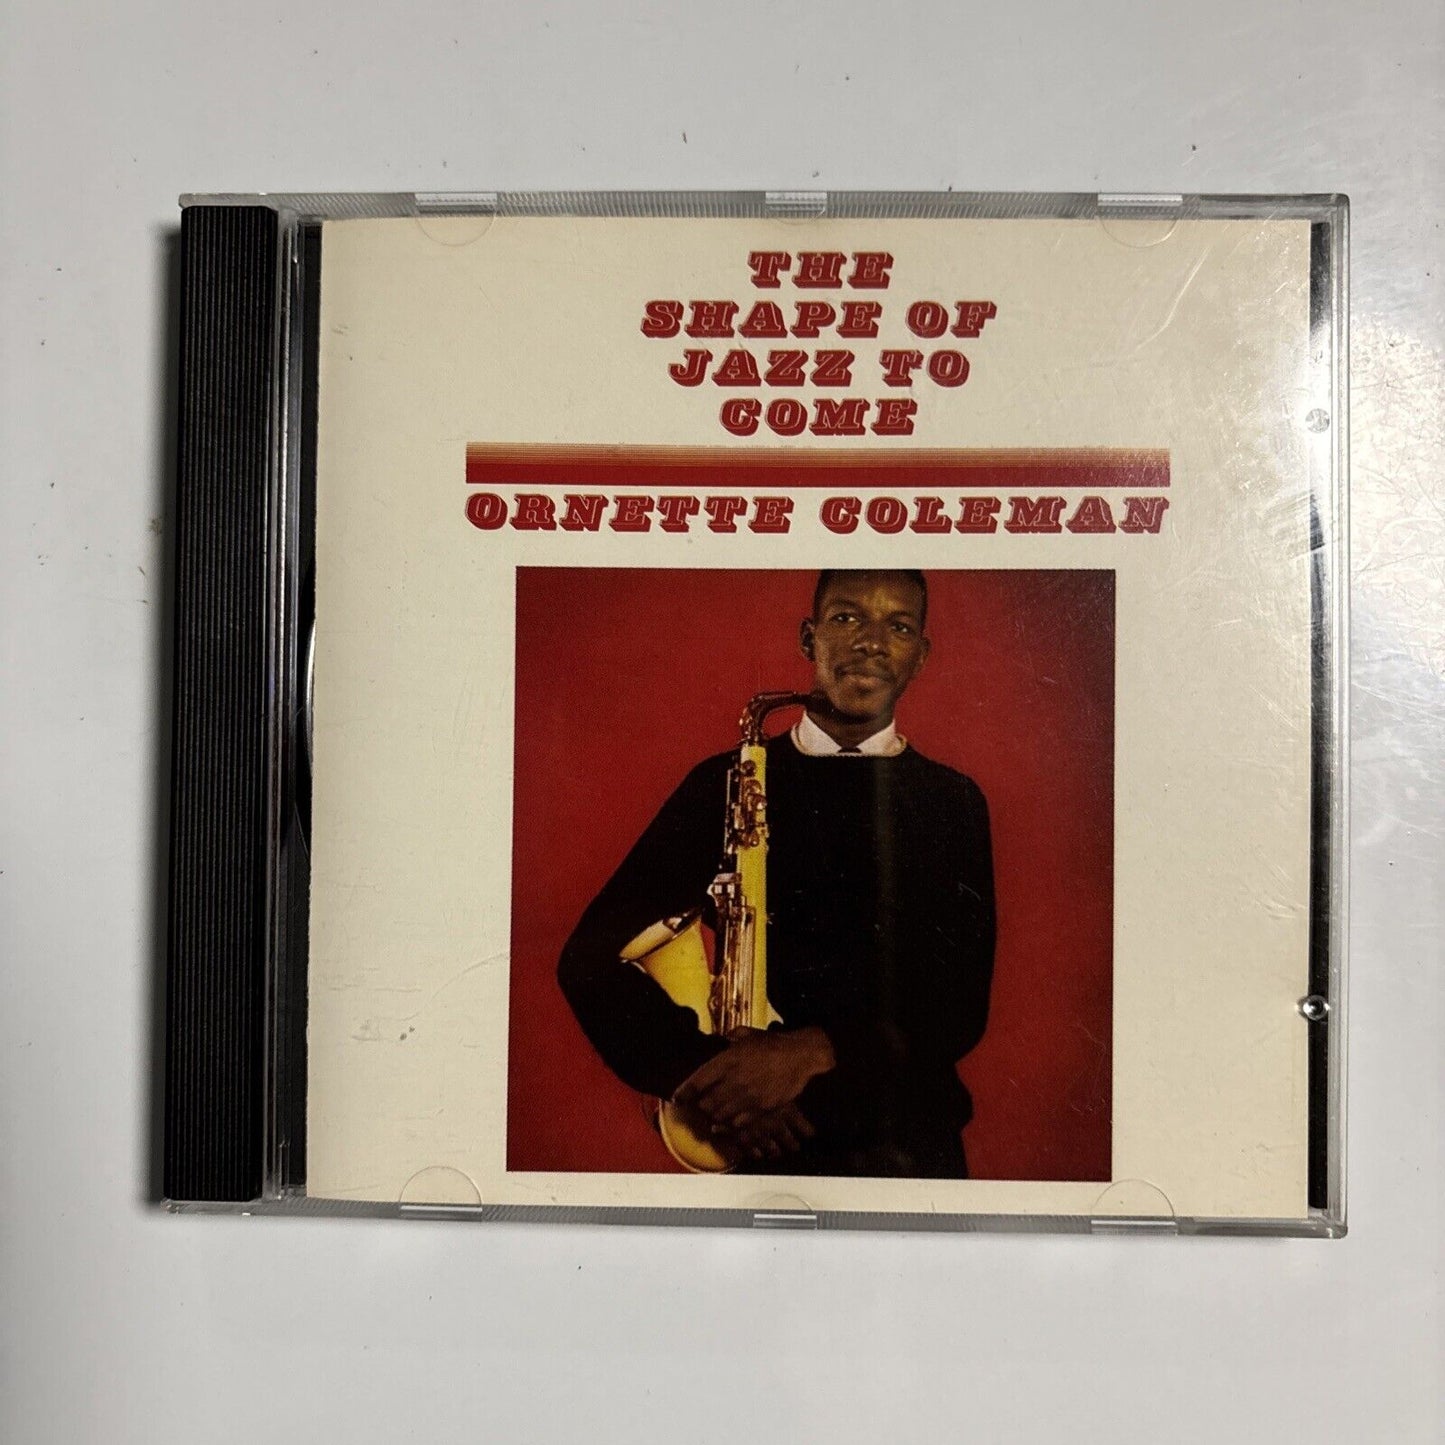 THE
SHAPE OF
JAZZ TO
COME
ORNETTE COLEMAN